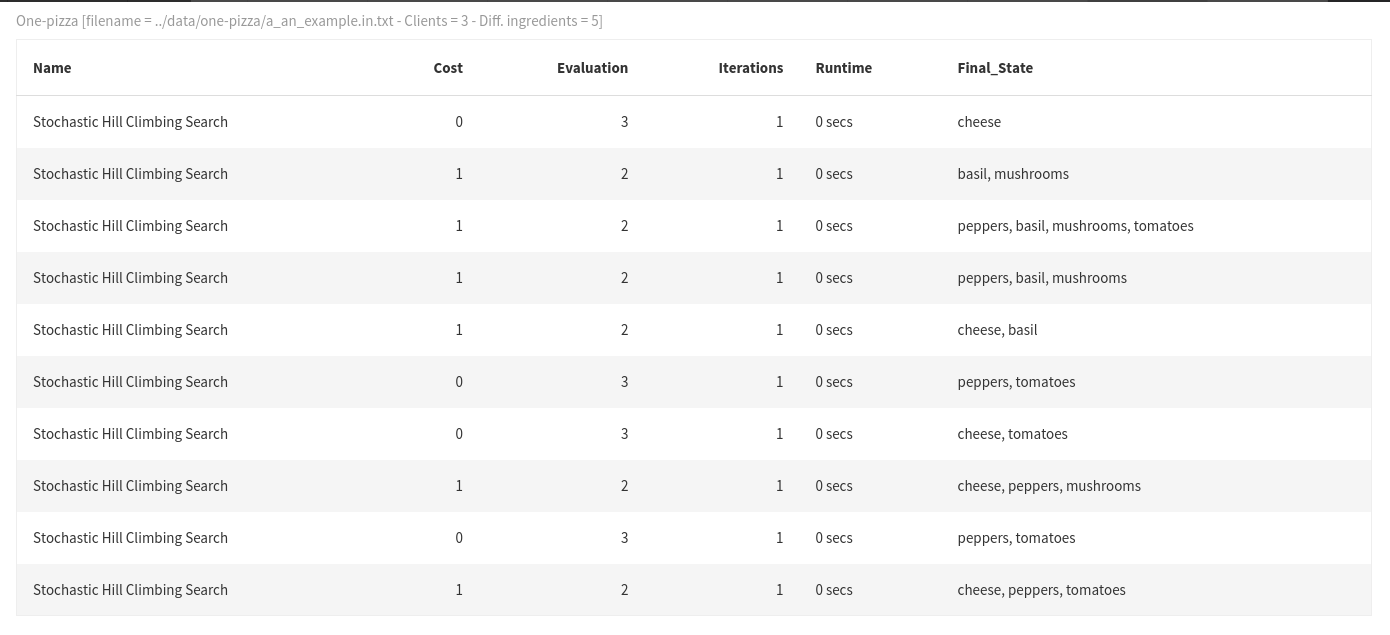 One-pizza [filename = ../data/one-pizza/a_an_example.in.txt - Clients = 3 - Diff. ingredients = 5]
Name Cost Evaluation Iterations Runtime Final_State
Stochastic Hill Climbing Search 0 3 1 0 secs cheese
Stochastic Hill Climbing Search 1 2 1 0 secs basil, mushrooms
Stochastic Hill Climbing Search 1 2 1 0 secs peppers, basil, mushrooms, tomatoes
Stochastic Hill Climbing Search 1 2 1 0 secs peppers, basil, mushrooms
Stochastic Hill Climbing Search 1 2 1 0 secs cheese, basil
Stochastic Hill Climbing Search 0 3 1 0 secs peppers, tomatoes
Stochastic Hill Climbing Search 0 3 1 0 secs cheese, tomatoes
Stochastic Hill Climbing Search 1 2 1 0 secs cheese, peppers, mushrooms
Stochastic Hill Climbing Search 0 3 1 0 secs peppers, tomatoes
Stochastic Hill Climbing Search 1 2 1 0 secs cheese, peppers, tomatoes